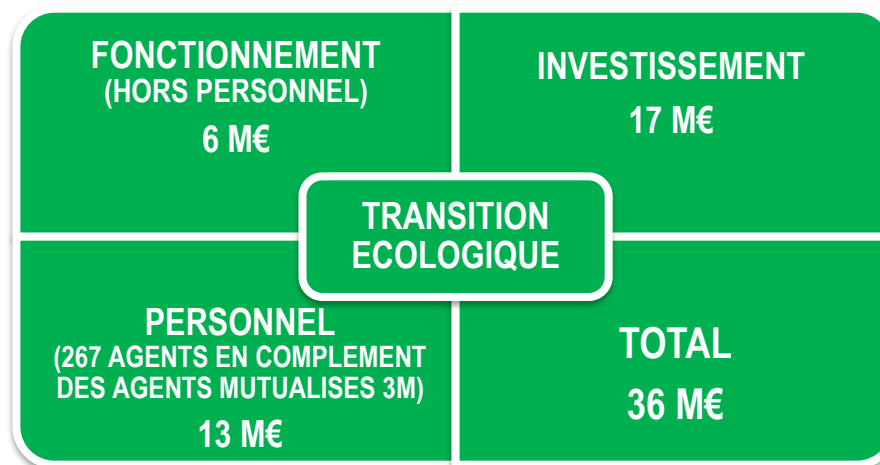 FONCTIONNEMENT
(HORS PERSONNEL)
6 M€
INVESTISSEMENT
17 M€
TRANSITION
ECOLOGIQUE
PERSONNEL
(267 AGENTS EN COMPLEMENT
DES AGENTS MUTUALISES 3M)
13 M€
TOTAL
36 M€